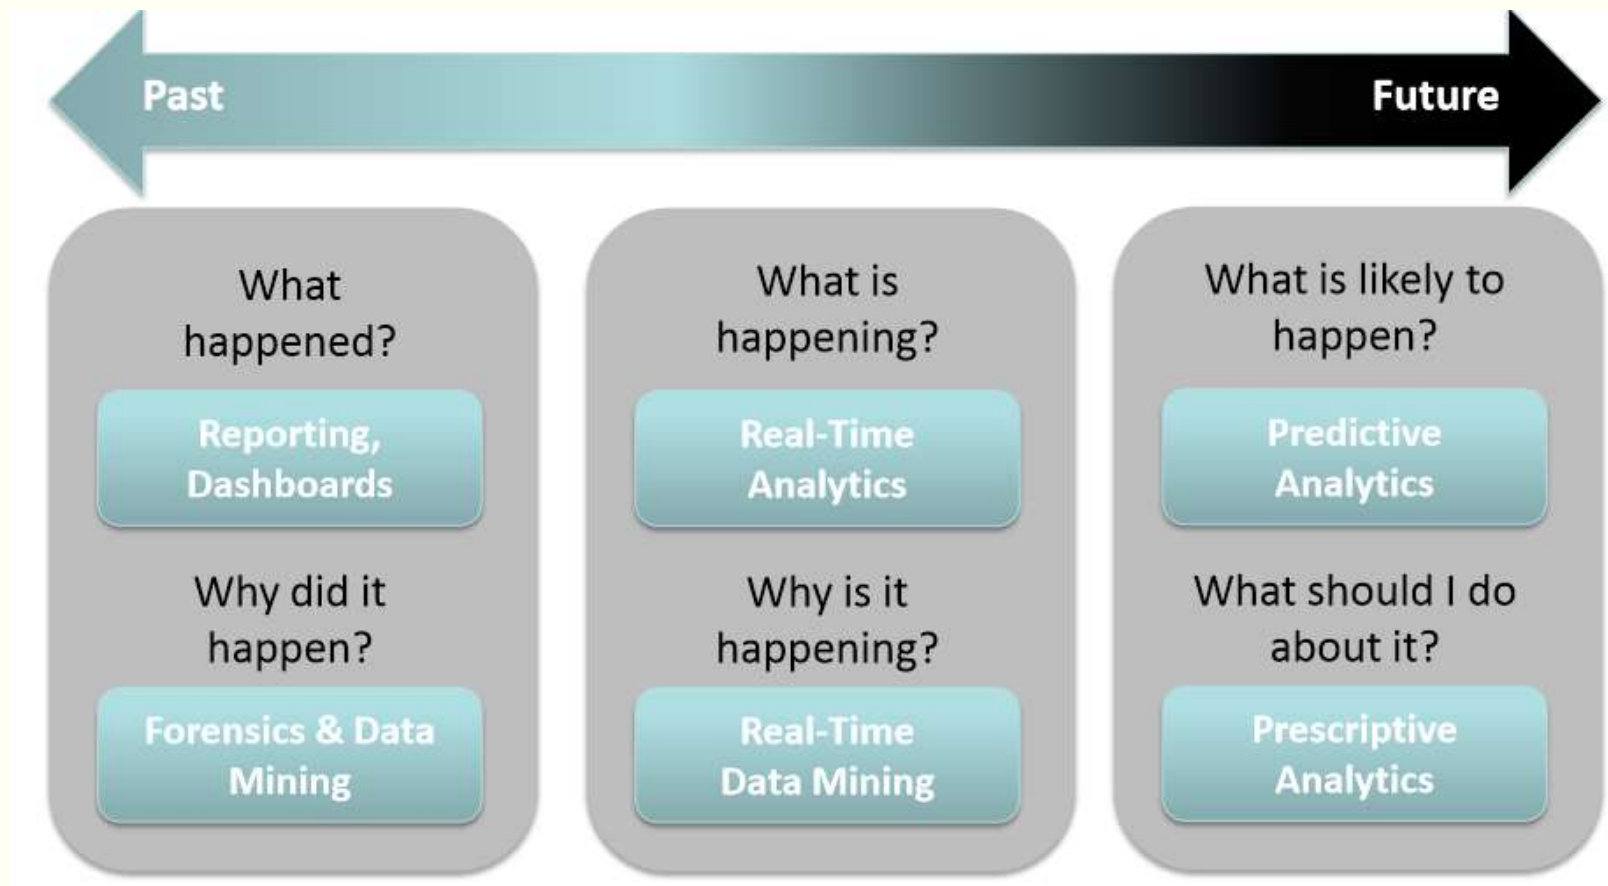 Past
Future
What
happened?
Reporting,
Dashboards
Why did it
happen?
Forensics & Data
Mining
What is
happening?
Real-Time
Analytics
Why is it
happening?
Real-Time
Data Mining
What is likely to
happen?
Predictive
Analytics
What should I do
about it?
Prescriptive
Analytics